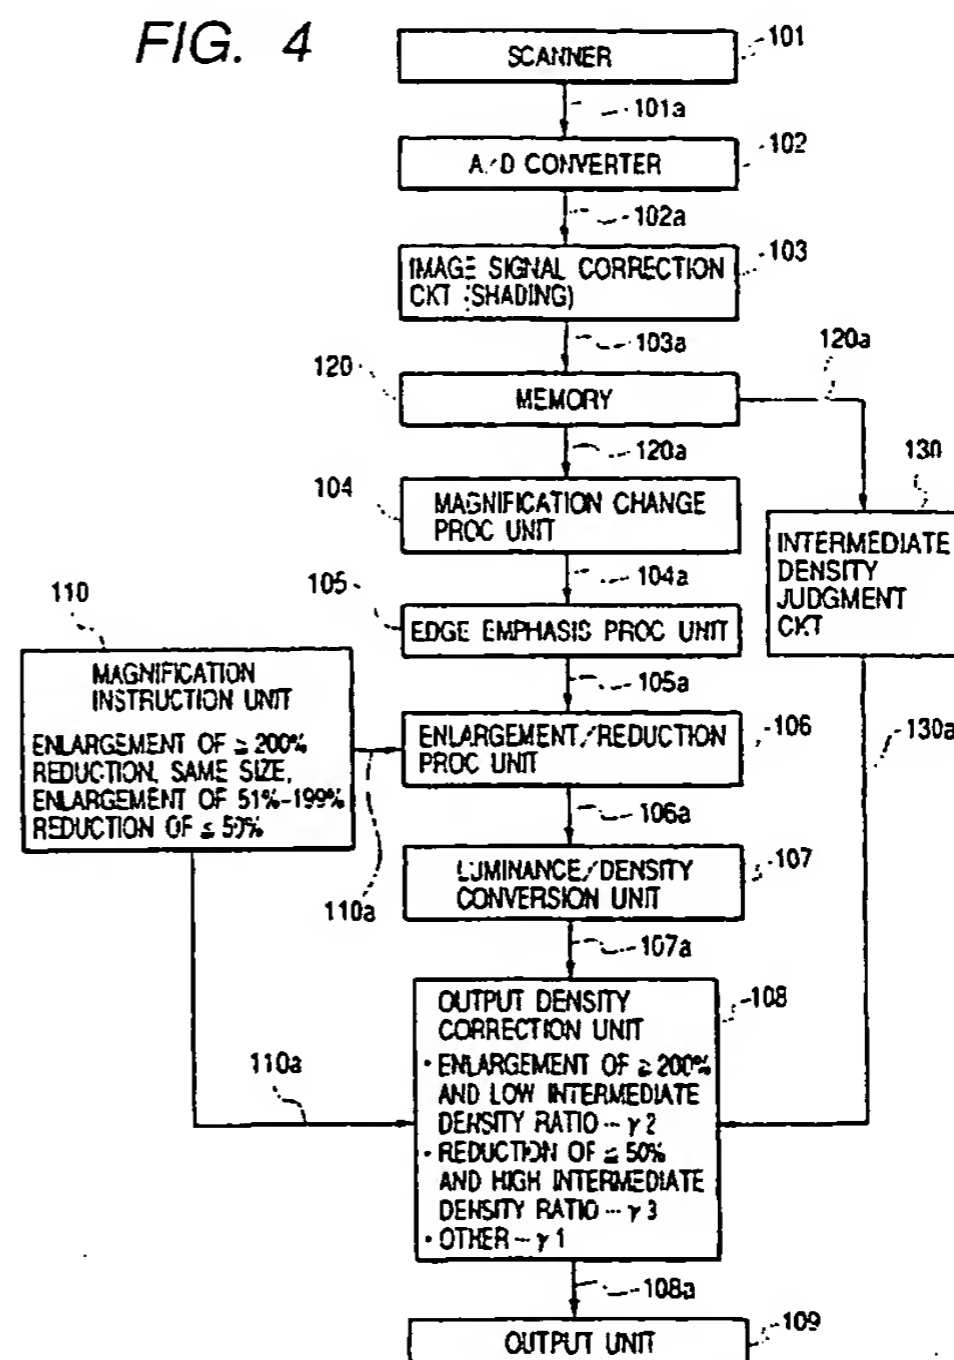 FIG. 4
SCANNER
101
101a
A/D CONVERTER
102
102a
IMAGE SIGNAL CORRECTION
CKT (SHADING)
103
103a
120
MEMORY
120a
120a
104
MAGNIFICATION CHANGE
PROC UNIT
104a
130
INTERMEDIATE
DENSITY
JUDGMENT
CKT
130a
105
EDGE EMPHASIS PROC UNIT
105a
110
MAGNIFICATION
INSTRUCTION UNIT
ENLARGEMENT OF ≥ 200%
REDUCTION, SAME SIZE,
ENLARGEMENT OF 51%-199%
REDUCTION OF ≤ 50%
110a
ENLARGEMENT/REDUCTION
PROC UNIT
106
106a
LUMINANCE/DENSITY
CONVERSION UNIT
107
107a
110a
OUTPUT DENSITY
CORRECTION UNIT
108
• ENLARGEMENT OF ≥ 200%
AND LOW INTERMEDIATE
DENSITY RATIO -- γ 2
• REDUCTION OF ≤ 50%
AND HIGH INTERMEDIATE
DENSITY RATIO --- γ 3
• OTHER -- γ 1
108a
OUTPUT UNIT
109